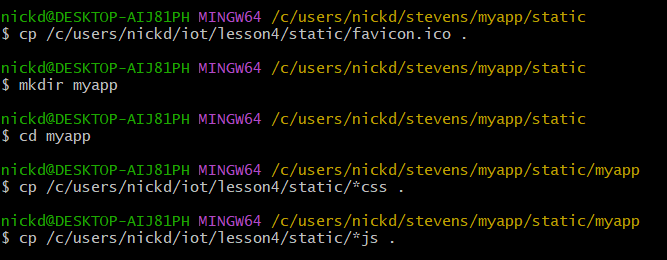 nickd@DESKTOP-AIJ81PH MINGW64 /c/users/nickd/stevens/myapp/static
$ cp /c/users/nickd/iot/lesson4/static/favicon.ico .
nickd@DESKTOP-AIJ81PH MINGW64 /c/users/nickd/stevens/myapp/static
$ mkdir myapp
nickd@DESKTOP-AIJ81PH MINGW64 /c/users/nickd/stevens/myapp/static
$ cd myapp
nickd@DESKTOP-AIJ81PH MINGW64 /c/users/nickd/stevens/myapp/static/myapp
$ cp /c/users/nickd/iot/lesson4/static/*css .
nickd@DESKTOP-AIJ81PH MINGW64 /c/users/nickd/stevens/myapp/static/myapp
$ cp /c/users/nickd/iot/lesson4/static/*js .